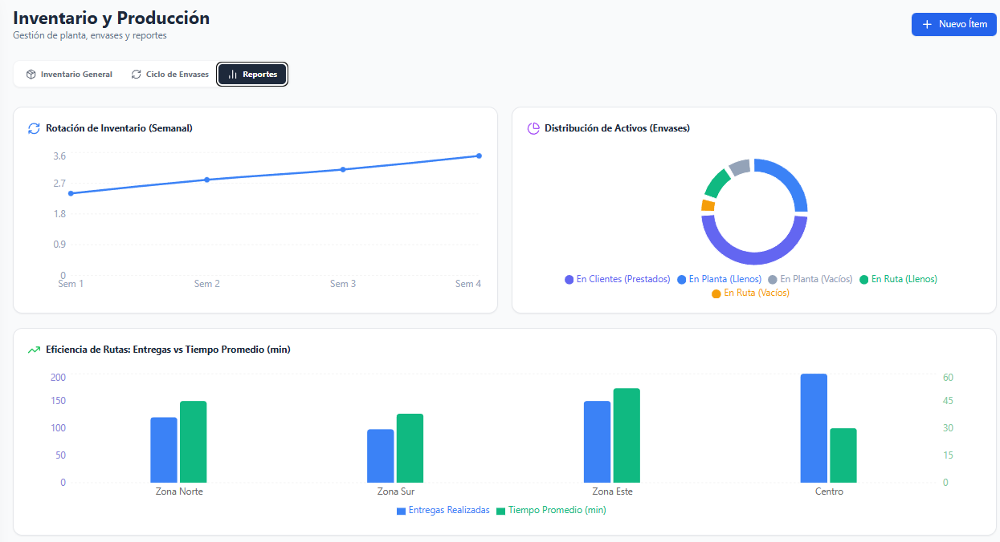 Inventario y Producción
Gestión de planta, envases y reportes
Nuevo Ítem
Inventario General
Ciclo de Envases
Reportes
Rotación de Inventario (Semanal)
3.6
2.7
1.8
0.9
0
Sem 1
Sem 2
Sem 3
Sem 4
Distribución de Activos (Envases)
En Clientes (Prestados) En Planta (Llenos) En Planta (Vacíos) En Ruta (Llenos)
En Ruta (Vacíos)
Eficiencia de Rutas: Entregas vs Tiempo Promedio (min)
200
150
100
50
0
60
45
30
15
0
Zona Norte
Zona Sur
Zona Este
Centro
Entregas Realizadas Tiempo Promedio (min)